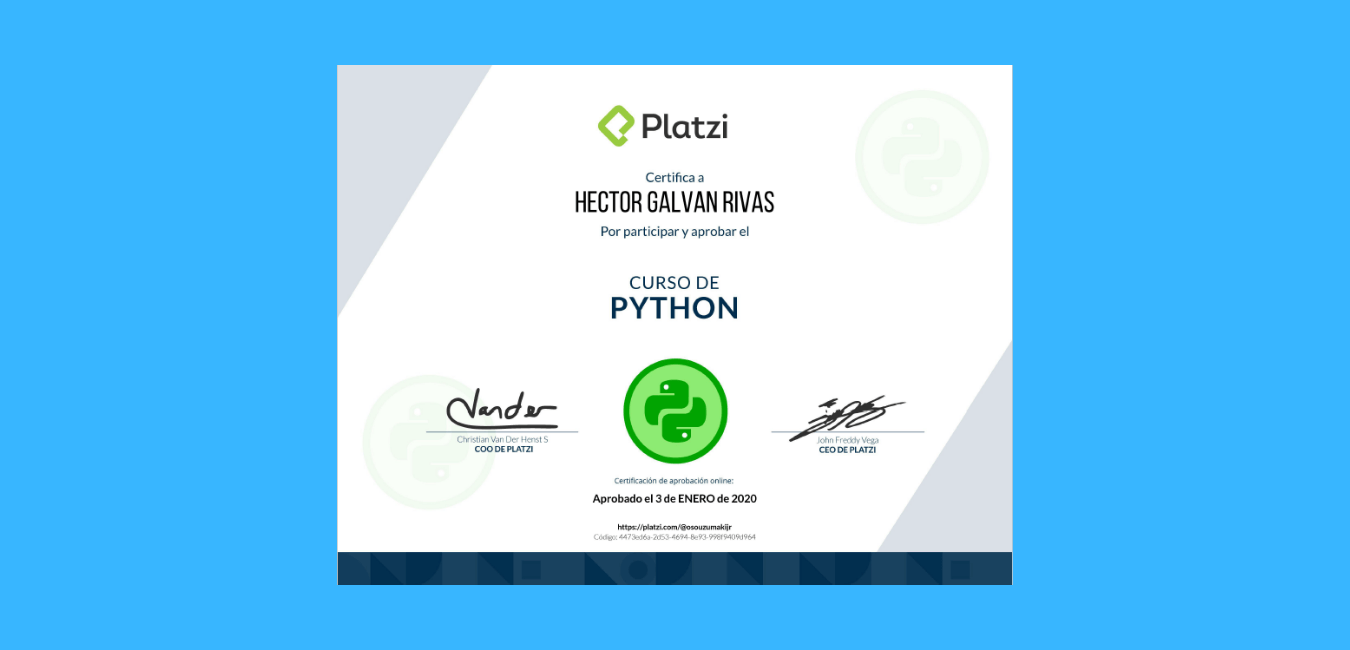 Platzi
Certifica a
HECTOR GALVAN RIVAS
Por participar y aprobar el
CURSO DE
PYTHON
Vander
Christian Van Der Henst S
COO DE PLATZI
John Freddy Vega
CEO DE PLATZI
Certificación de aprobación online:
Aprobado el 3 de ENERO de 2020
https://platzi.com/@osouzumakijr
Código: 4473ed6a-2d53-4694-8e93-998f9409d964